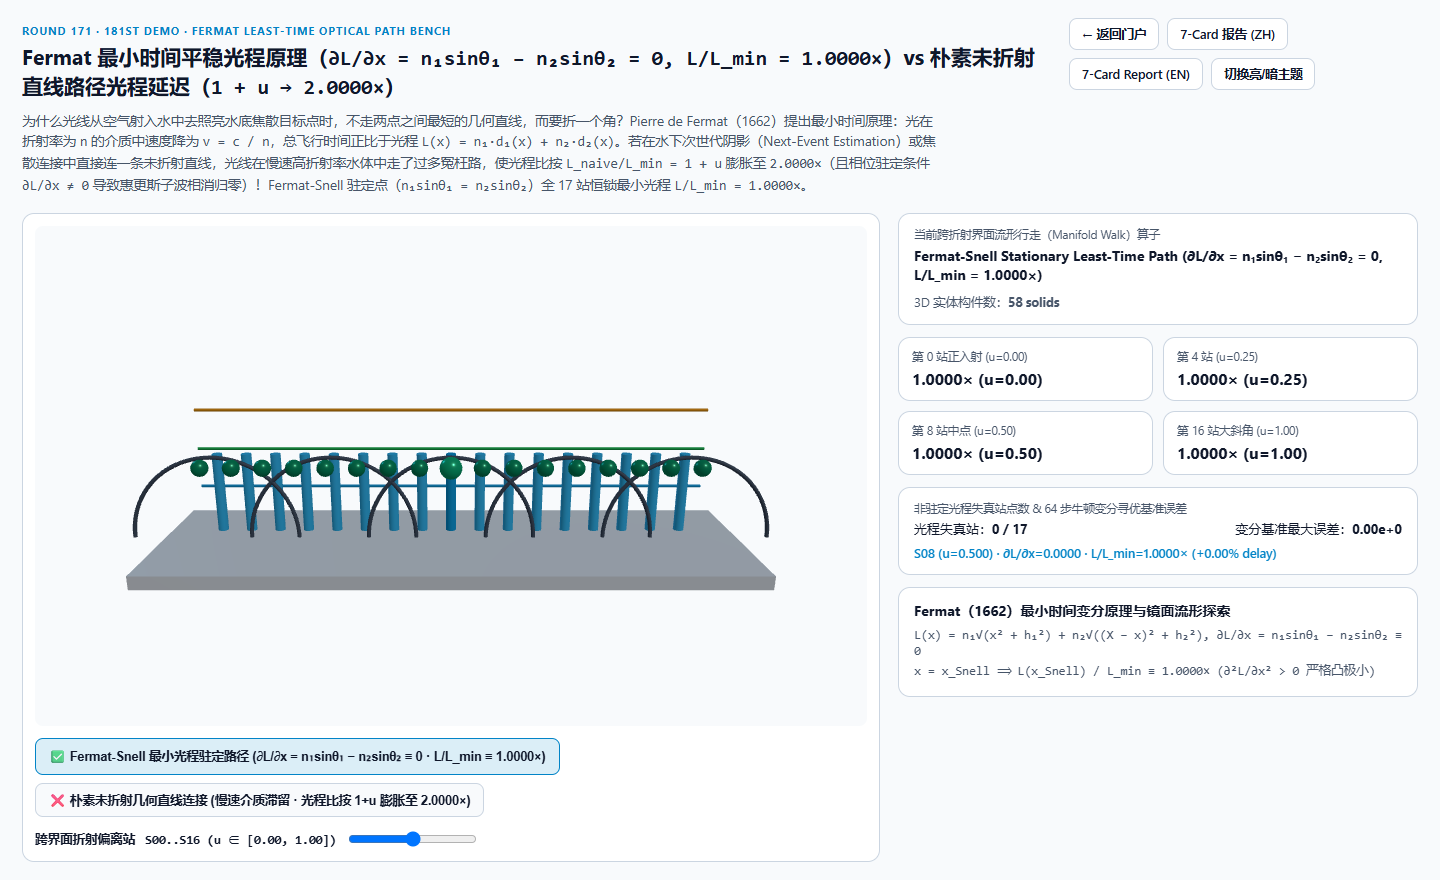 ROUND 171 · 181ST DEMO · FERMAT LEAST-TIME OPTICAL PATH BENCH
Fermat 最小时间平稳光程原理（∂L/∂x = n₁sinθ₁ − n₂sinθ₂ = 0, L/L_min = 1.0000×）vs 朴素未折射
直线路径光程延迟（1 + u → 2.0000×）
← 返回门户
7-Card 报告 (ZH)
7-Card Report (EN)
切换亮/暗主题
为什么光线从空气射入水中去照亮水底焦散目标点时，不走两点之间最短的几何直线，而要折一个角？Pierre de Fermat（1662）提出最小时间原理：光在
折射率为 n 的介质中速度降为 v = c / n，总飞行时间正比于光程 L(x) = n₁·d₁(x) + n₂·d₂(x)。若在水下次世代阴影（Next-Event Estimation）或焦
散连接中直接连一条未折射直线，光线在慢速高折射率水体中走了过多冤枉路，使光程比按 L_naive/L_min = 1 + u 膨胀至 2.0000×（且相位驻定条件
∂L/∂x ≠ 0 导致惠更斯子波相消归零）！Fermat-Snell 驻定点（n₁sinθ₁ = n₂sinθ₂）全 17 站恒锁最小光程 L/L_min = 1.0000×。
当前跨折射界面流形行走（Manifold Walk）算子
Fermat-Snell Stationary Least-Time Path (∂L/∂x = n₁sinθ₁ − n₂sinθ₂ = 0,
L/L_min = 1.0000×)
3D 实体构件数：58 solids
第 0 站正入射 (u=0.00)
1.0000× (u=0.00)
第 4 站 (u=0.25)
1.0000× (u=0.25)
第 8 站中点 (u=0.50)
1.0000× (u=0.50)
第 16 站大斜角 (u=1.00)
1.0000× (u=1.00)
非驻定光程失真站点数 & 64 步牛顿变分寻优基准误差
光程失真站：0 / 17
变分基准最大误差：0.00e+0
S08 (u=0.500) · ∂L/∂x=0.0000 · L/L_min=1.0000× (+0.00% delay)
Fermat（1662）最小时间变分原理与镜面流形探索
L(x) = n₁√(x² + h₁²) + n₂√((X − x)² + h₂²), ∂L/∂x = n₁sinθ₁ − n₂sinθ₂ ≡
0
x = x_Snell ⟹ L(x_Snell) / L_min ≡ 1.0000× (∂²L/∂x² > 0 严格凸极小)
✅ Fermat-Snell 最小光程驻定路径 (∂L/∂x = n₁sinθ₁ − n₂sinθ₂ ≡ 0 · L/L_min ≡ 1.0000×)
❌ 朴素未折射几何直线连接 (慢速介质滞留 · 光程比按 1+u 膨胀至 2.0000×)
跨界面折射偏离站 S00..S16 (u ∈ [0.00, 1.00])